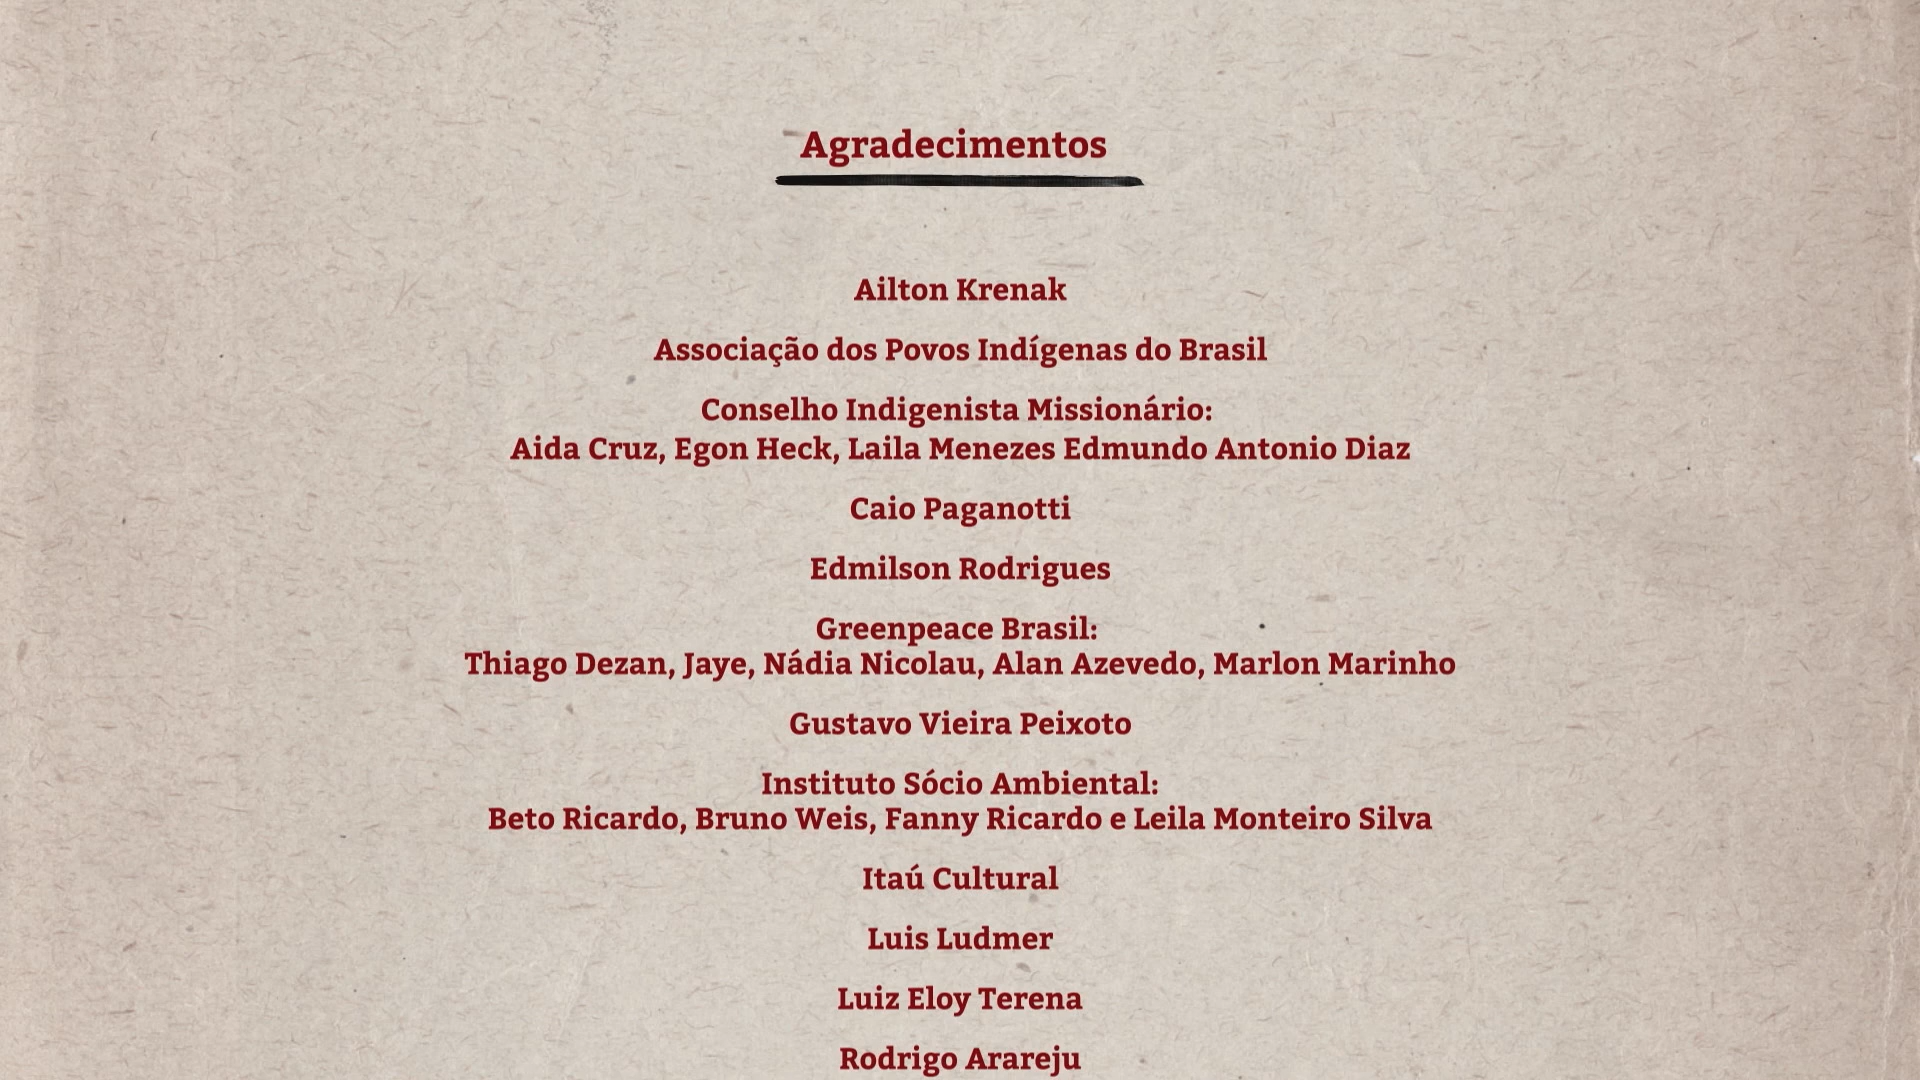 Agradecimentos
Ailton Krenak
Associação dos Povos Indígenas do Brasil
Conselho Indigenista Missionário:
Aida Cruz, Egon Heck, Laila Menezes Edmundo Antonio Diaz
Caio Paganotti
Edmilson Rodrigues
Greenpeace Brasil:
Thiago Dezan, Jaye, Nádia Nicolau, Alan Azevedo, Marlon Marinho
Gustavo Vieira Peixoto
Instituto Sócio Ambiental:
Beto Ricardo, Bruno Weis, Fanny Ricardo e Leila Monteiro Silva
Itaú Cultural
Luis Ludmer
Luiz Eloy Terena
Rodrigo Arareju